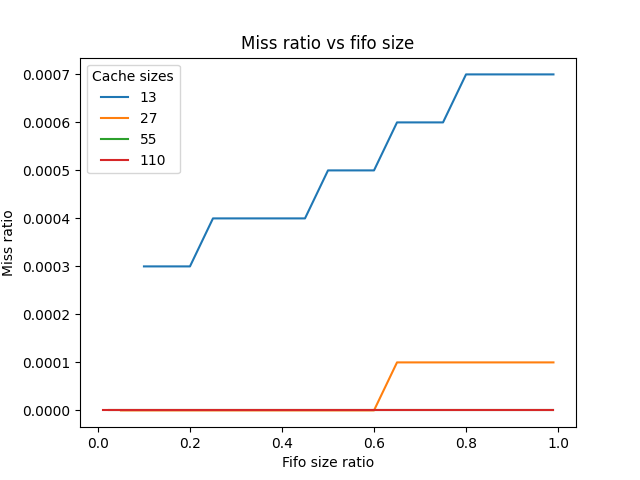 Miss ratio vs fifo size
Cache sizes
13
27
55
110
Miss ratio
0.0007
0.0006
0.0005
0.0004
0.0003
0.0002
0.0001
0.0000
0.0 0.2 0.4 0.6 0.8 1.0
Fifo size ratio